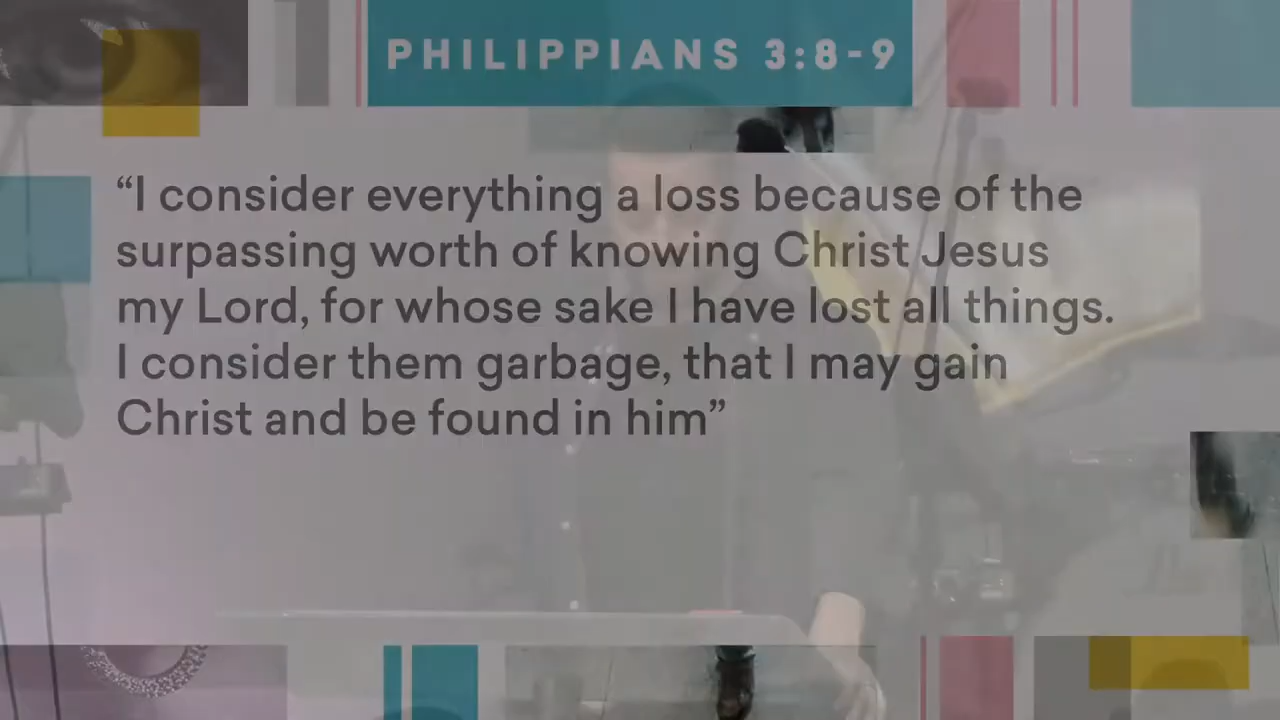 PHILIPPIANS 3:8-9
“I consider everything a loss because of the
surpassing worth of knowing Christ Jesus
my Lord, for whose sake I have lost all things.
I consider them garbage, that I may gain
Christ and be found in him”